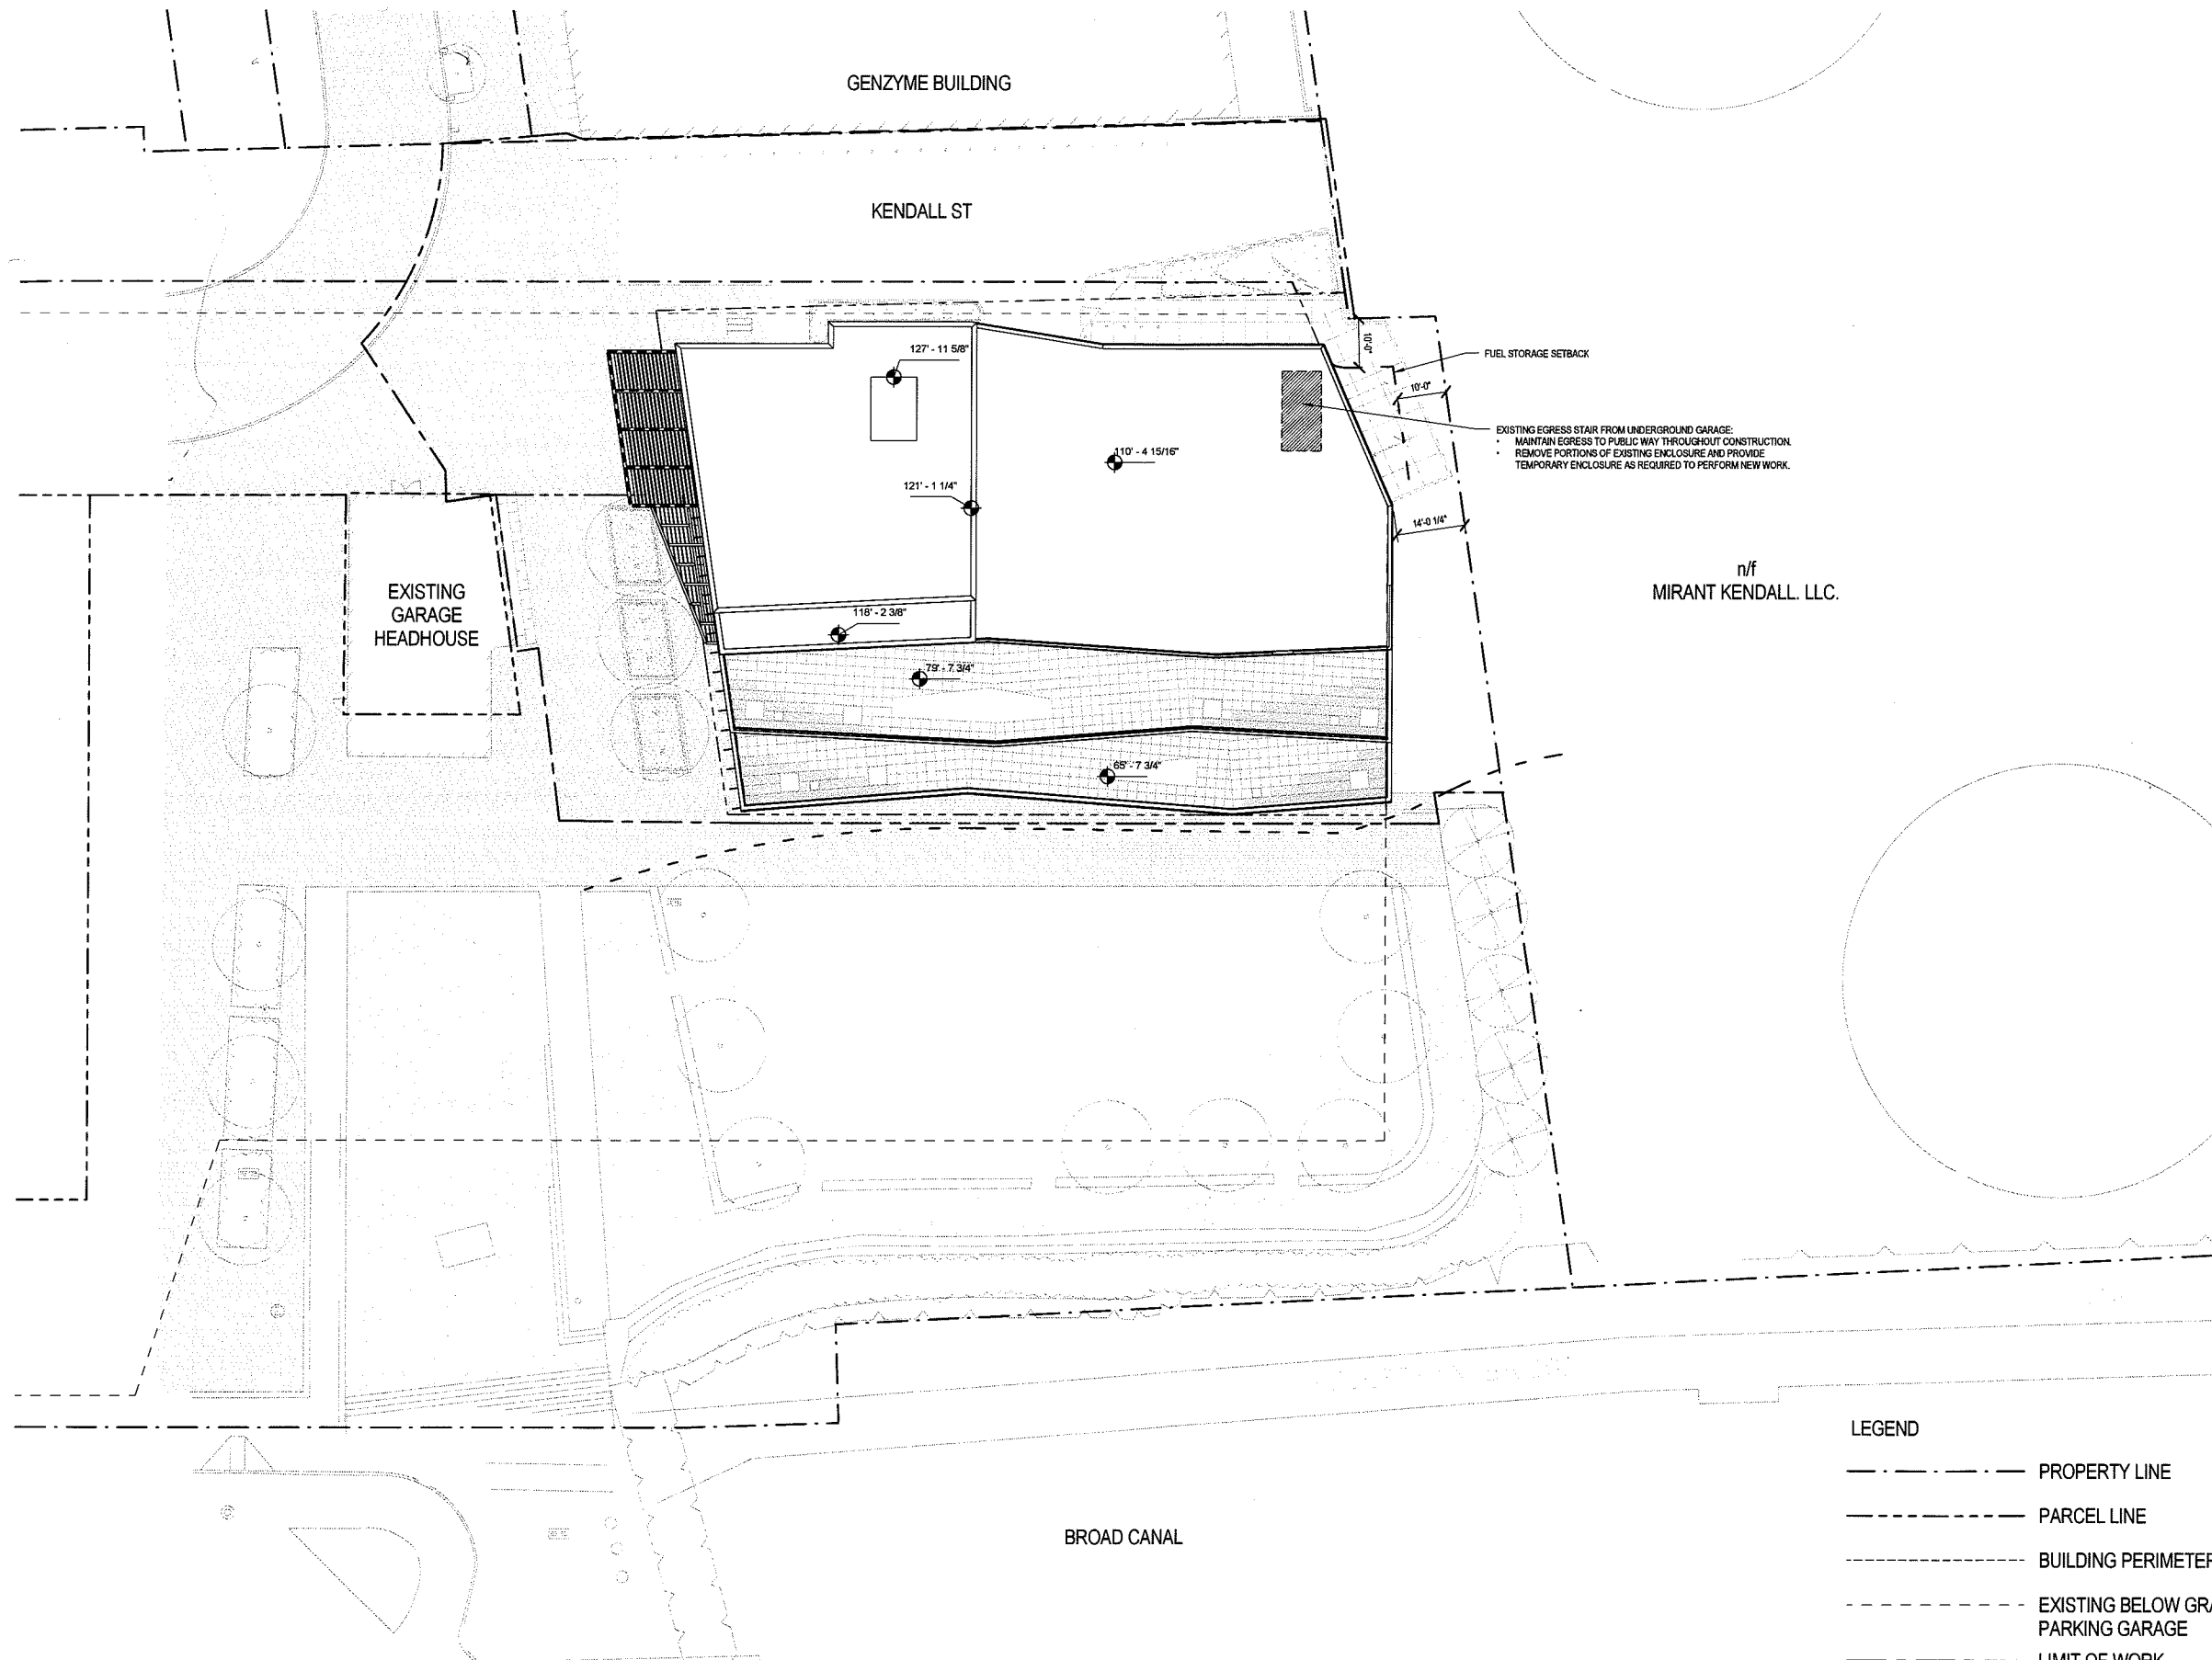 GENZYME BUILDING
KENDALL ST
127' - 11 5/8"
10'-0"
FUEL STORAGE SETBACK
10'-0"
EXISTING EGRESS STAIR FROM UNDERGROUND GARAGE:
· MAINTAIN EGRESS TO PUBLIC WAY THROUGHOUT CONSTRUCTION.
· REMOVE PORTIONS OF EXISTING ENCLOSURE AND PROVIDE
TEMPORARY ENCLOSURE AS REQUIRED TO PERFORM NEW WORK.
110' - 4 15/16"
121' - 1 1/4"
14'-0 1/4"
n/f
MIRANT KENDALL. LLC.
EXISTING
GARAGE
HEADHOUSE
118' - 2 3/8"
79' - 7 3/4"
65' - 7 3/4"
BROAD CANAL
LEGEND
PROPERTY LINE
PARCEL LINE
BUILDING PERIMETER
EXISTING BELOW GRA
PARKING GARAGE
LIMIT OF WORK